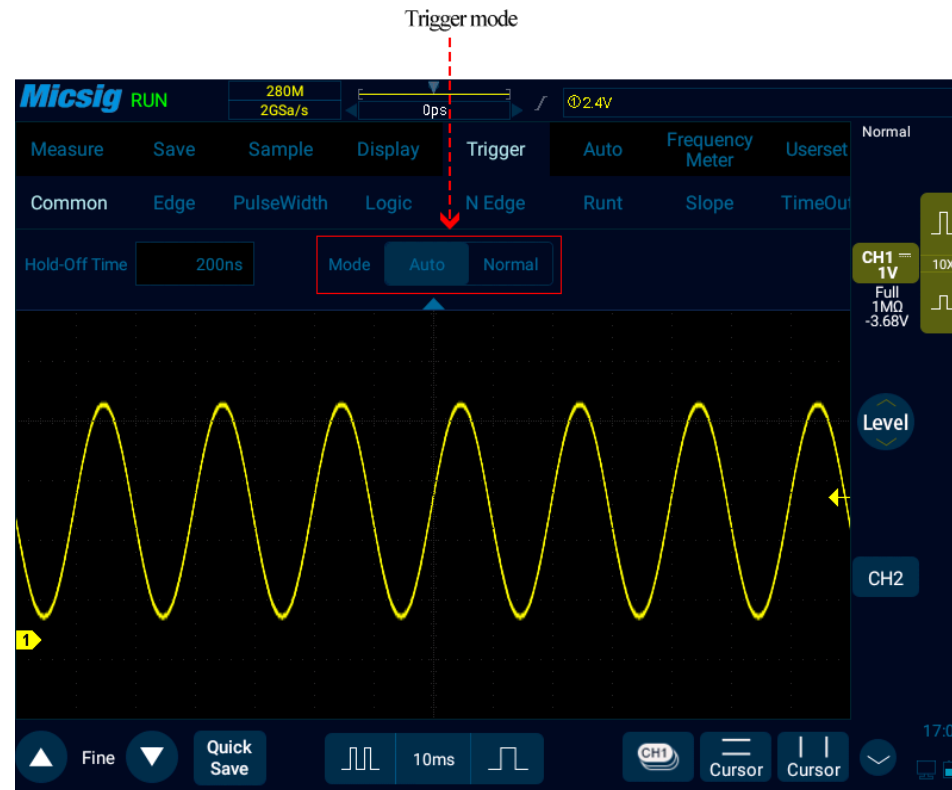 Trigger mode
Micsig RUN 280M 2GSa/s 0ps ①2.4V
Measure Save Sample Display Trigger Auto Frequency Meter Userset Normal
Common Edge PulseWidth Logic N Edge Runt Slope TimeOu
Hold-Off Time 200ns Mode Auto Normal
CH1
1V
10X
Full
1MΩ
-3.68V
Level
CH2
1
Fine Quick Save 10ms CH1 Cursor Cursor
17:0